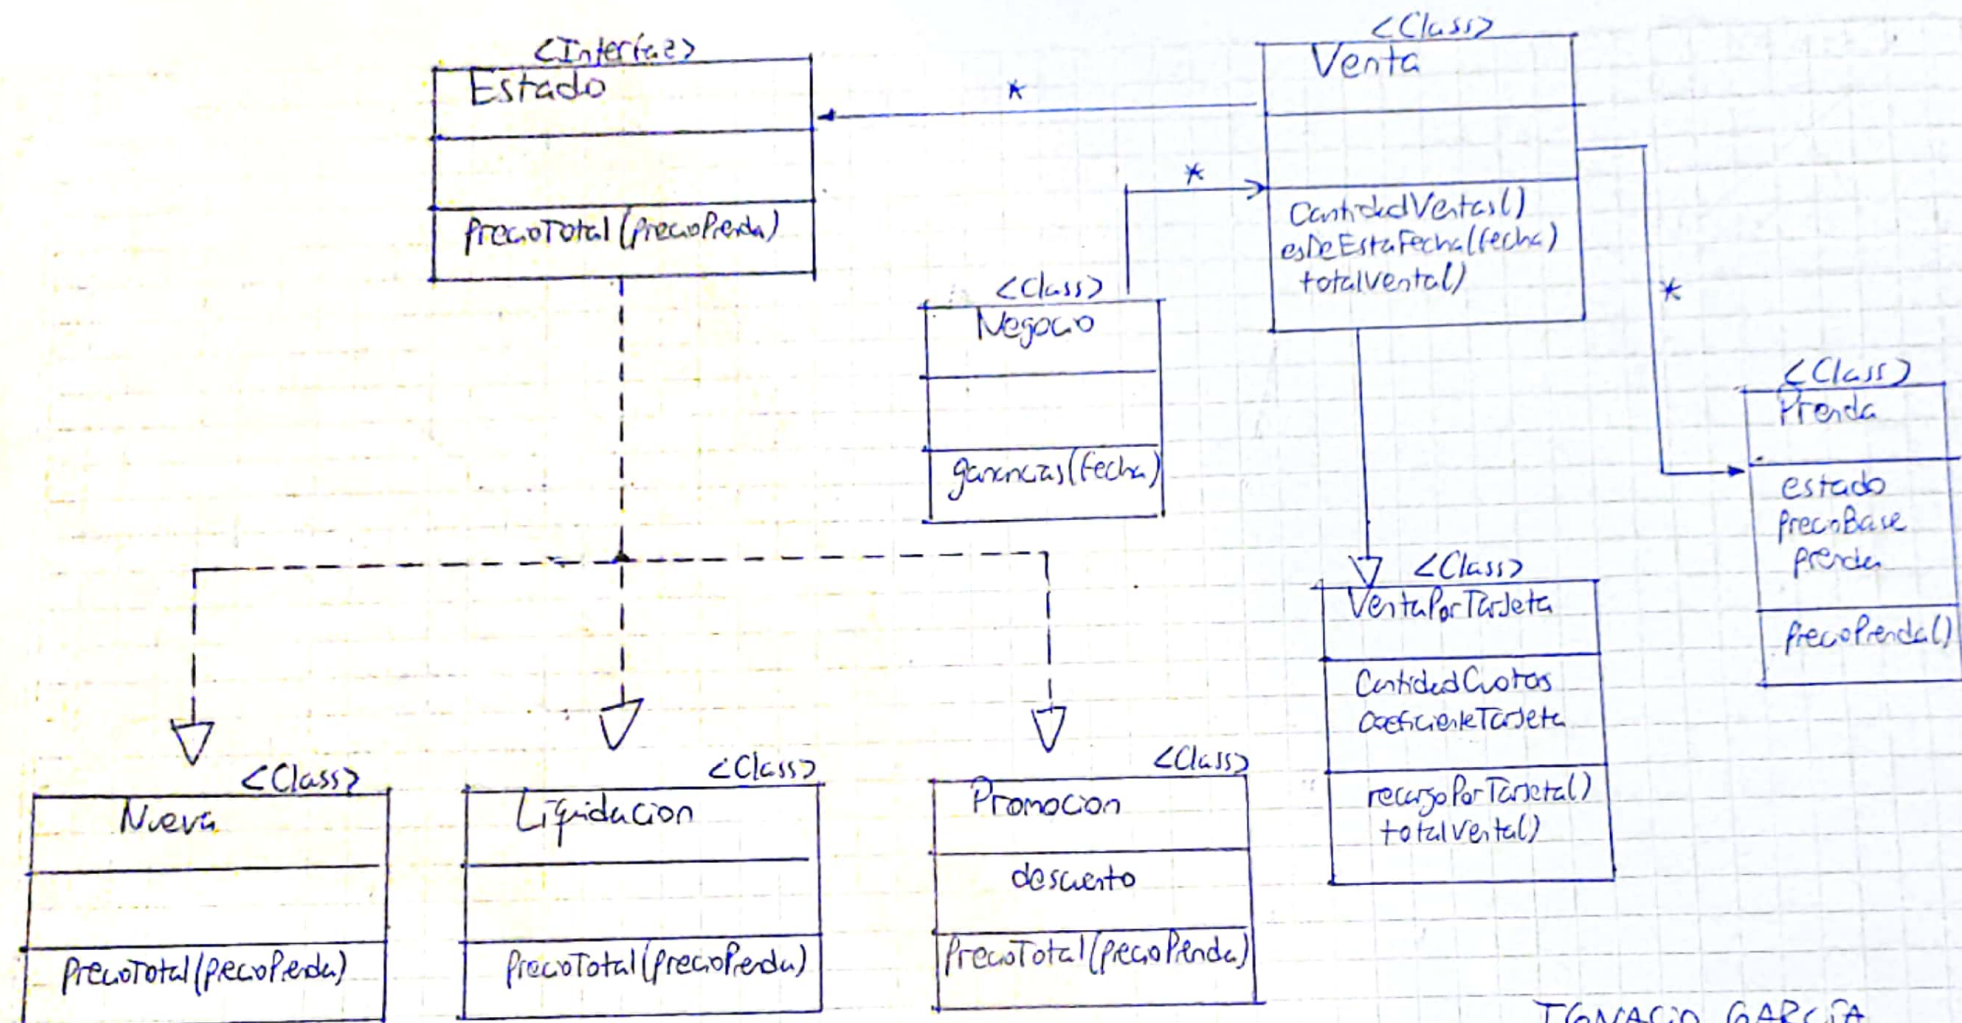 <Interfaz>
Estado
precioTotal(precioPrenda)
*
<Class>
Venta
CantidadVentas()
esDeEstaFecha(fecha)
totalVenta()
*
<Class>
Negocio
ganancias(fecha)
*
<Class>
Prenda
estado
precioBase
prenda
precioPrenda()
<Class>
VentaPorTarjeta
CantidadCuotas
CoeficienteTarjeta
recargoPorTarjeta()
totalVenta()
<Class>
Nueva
precioTotal(precioPrenda)
<Class>
Liquidacion
precioTotal(precioPrenda)
<Class>
Promocion
descuento
precioTotal(precioPrenda)
IGNACIO GARCIA